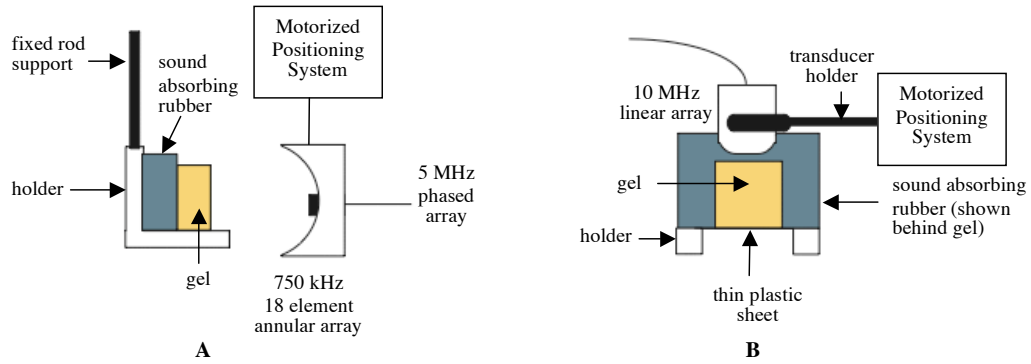 fixed rod
support
sound
absorbing
rubber
Motorized
Positioning
System
holder
5 MHz
phased
array
gel
750 kHz
18 element
annular array
A
10 MHz
linear array
transducer
holder
Motorized
Positioning
System
gel
sound absorbing
rubber (shown
behind gel)
holder
thin plastic
sheet
B